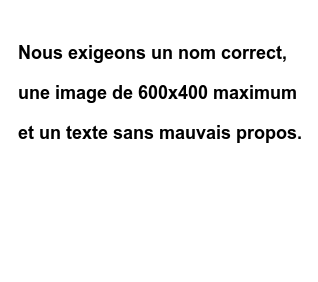 Nous exigeons un nom correct,
une image de 600x400 maximum
et un texte sans mauvais propos.